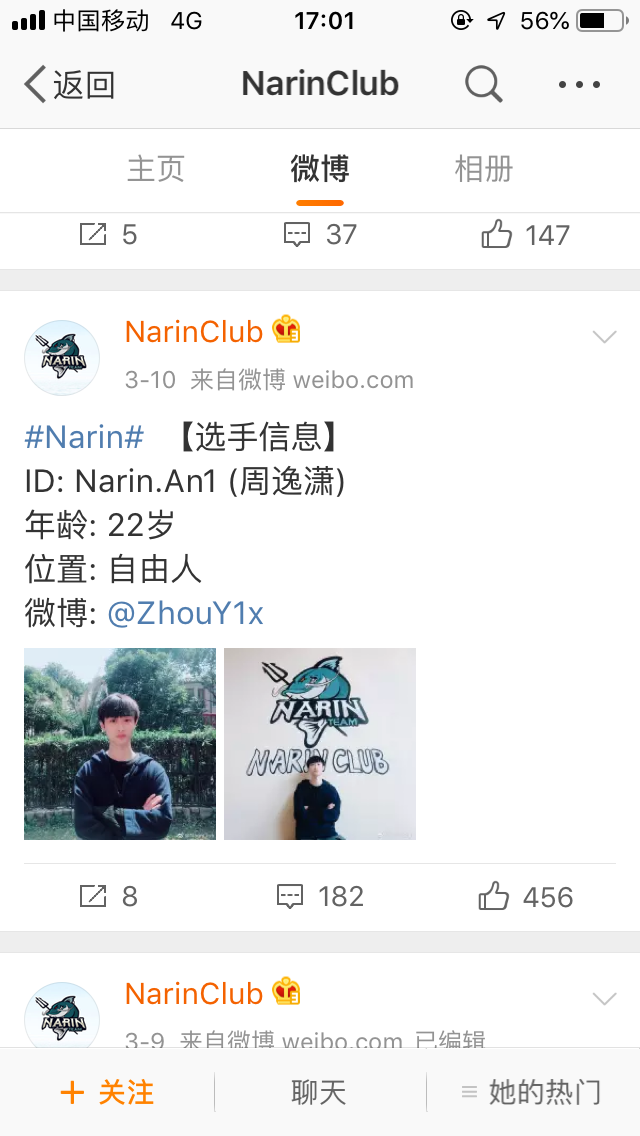 中国移动 4G 17:01 56%
返回 NarinClub
主页 微博 相册
5 37 147
NarinClub
3-10 来自微博 weibo.com
#Narin# 【选手信息】
ID: Narin.An1 (周逸潇)
年龄: 22岁
位置: 自由人
微博: @ZhouY1x
NARIN
TEAM
NARIN CLUB
8 182 456
NARIN
NarinClub
3-9 来自微博 weibo.com 已编辑
NARIN
+ 关注 聊天 她的热门